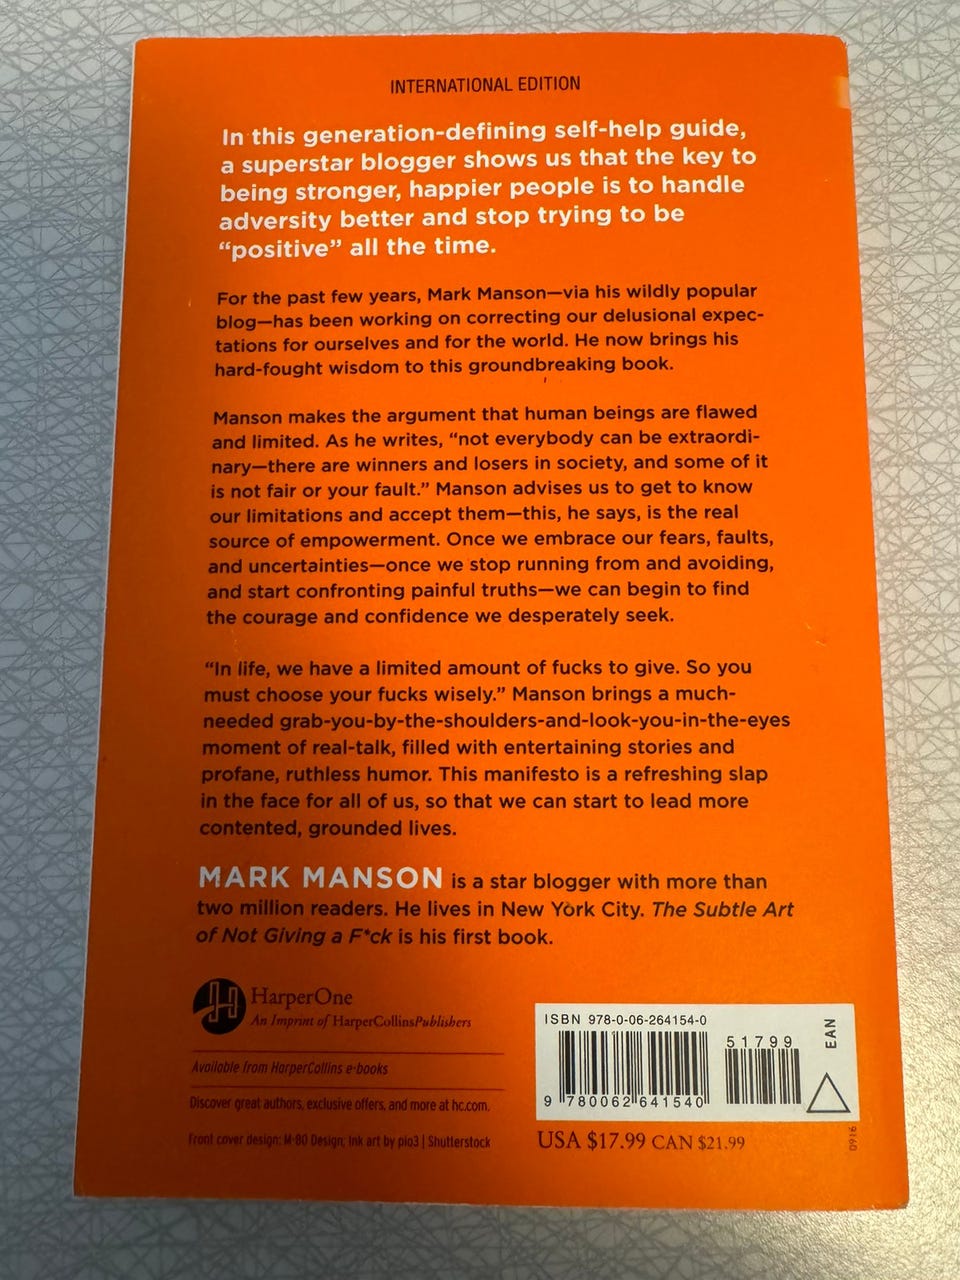 INTERNATIONAL EDITION
In this generation-defining self-help guide,
a superstar blogger shows us that the key to
being stronger, happier people is to handle
adversity better and stop trying to be
“positive” all the time.
For the past few years, Mark Manson—via his wildly popular
blog—has been working on correcting our delusional expec-
tations for ourselves and for the world. He now brings his
hard-fought wisdom to this groundbreaking book.
Manson makes the argument that human beings are flawed
and limited. As he writes, “not everybody can be extraordi-
nary—there are winners and losers in society, and some of it
is not fair or your fault.” Manson advises us to get to know
our limitations and accept them—this, he says, is the real
source of empowerment. Once we embrace our fears, faults,
and uncertainties—once we stop running from and avoiding,
and start confronting painful truths—we can begin to find
the courage and confidence we desperately seek.
“In life, we have a limited amount of fucks to give. So you
must choose your fucks wisely.” Manson brings a much-
needed grab-you-by-the-shoulders-and-look-you-in-the-eyes
moment of real-talk, filled with entertaining stories and
profane, ruthless humor. This manifesto is a refreshing slap
in the face for all of us, so that we can start to lead more
contented, grounded lives.
MARK MANSON is a star blogger with more than
two million readers. He lives in New York City. The Subtle Art
of Not Giving a F*ck is his first book.
HarperOne
An Imprint of HarperCollinsPublishers
Available from HarperCollins e-books
Discover great authors, exclusive offers, and more at hc.com.
Front cover design: M-80 Design; Ink art by pio3 | Shutterstock
ISBN 978-0-06-264154-0
51799
EAN
9 780062 641540
USA $17.99 CAN $21.99
0916